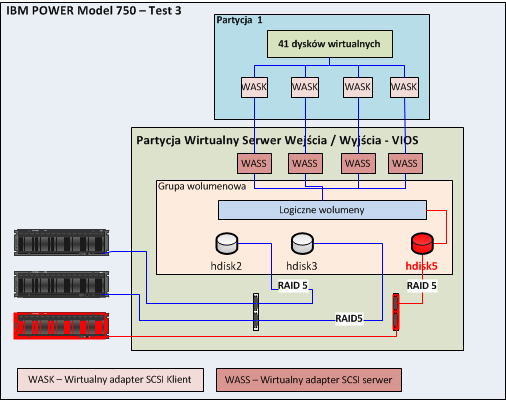 IBM POWER Model 750 – Test 3
Partycja 1
41 dysków wirtualnych
WASK WASK WASK WASK
Partycja Wirtualny Serwer Wejścia / Wyjścia - VIOS
WASS WASS WASS WASS
Grupa wolumenowa
Logiczne wolumeny
hdisk2 hdisk3 hdisk5
RAID 5 RAID 5
RAID5
WASK – Wirtualny adapter SCSI Klient
WASS – Wirtualny adapter SCSI serwer